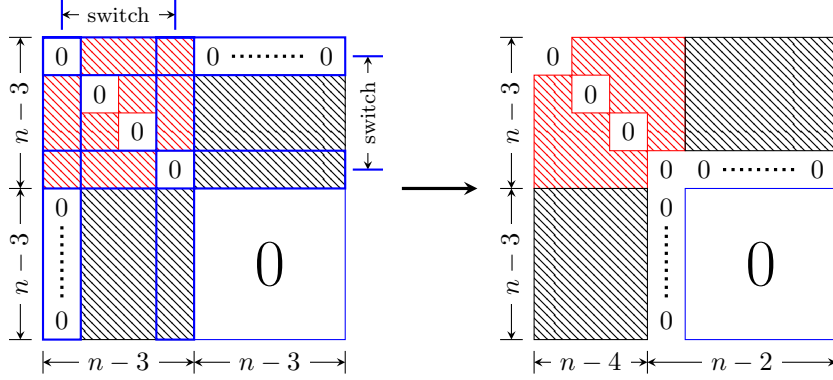 switch
0 0 ......... 0 0
0 0
switch
n − 3 n − 3
0 0
0 0 0 ......... 0
0 0
n − 3 0 n − 3 0
0 0
n − 3 n − 3 n − 4 n − 2